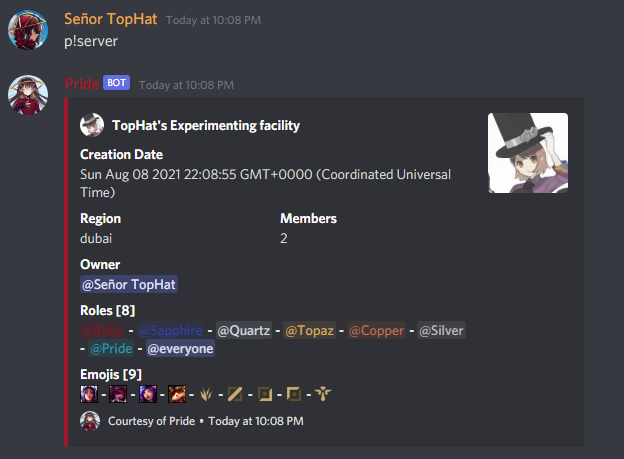 Señor TopHat Today at 10:08 PM
p!server
Pride BOT Today at 10:08 PM
TopHat's Experimenting facility
Creation Date
Sun Aug 08 2021 22:08:55 GMT+0000 (Coordinated Universal
Time)
Region Members
dubai 2
Owner
@Señor TopHat
Roles [8]
@Ruby - @Sapphire - @Quartz - @Topaz - @Copper - @Silver
- @Pride - @everyone
Emojis [9]
- - - - - - - -
Courtesy of Pride • Today at 10:08 PM